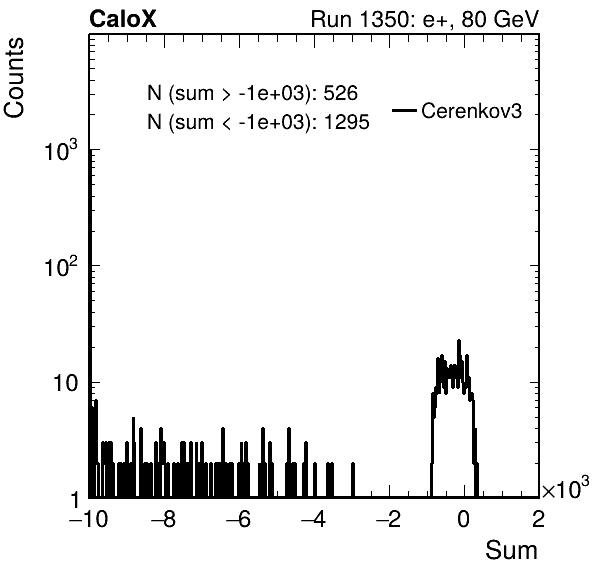 CaloX Run 1350: e+, 80 GeV
Counts
N (sum > -1e+03): 526
N (sum < -1e+03): 1295
Cerenkov3
10³
10²
10
1
−10 −8 −6 −4 −2 0 2
×10³
Sum